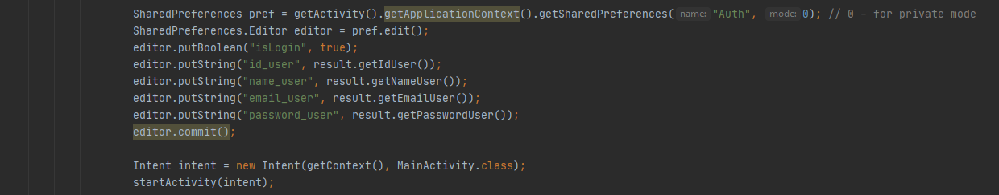 SharedPreferences pref = getActivity().getApplicationContext().getSharedPreferences( name: "Auth", mode: 0); // 0 - for private mode
SharedPreferences.Editor editor = pref.edit();
editor.putBoolean("isLogin", true);
editor.putString("id_user", result.getIdUser());
editor.putString("name_user", result.getNameUser());
editor.putString("email_user", result.getEmailUser());
editor.putString("password_user", result.getPasswordUser());
editor.commit();
Intent intent = new Intent(getContext(), MainActivity.class);
startActivity(intent);